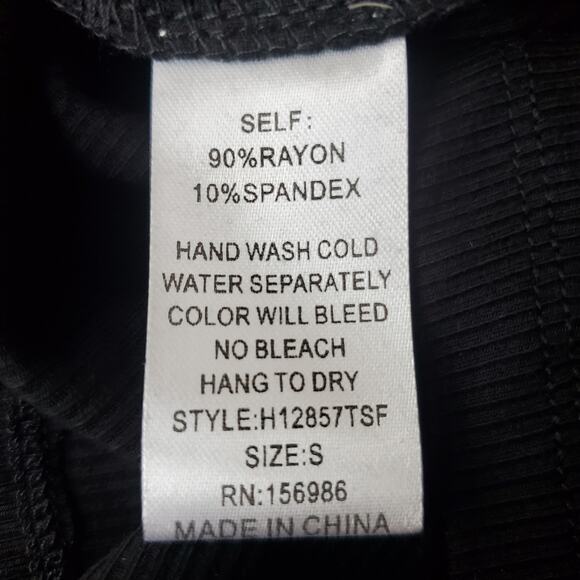 SELF:
90%RAYON
10%SPANDEX
HAND WASH COLD
WATER SEPARATELY
COLOR WILL BLEED
NO BLEACH
HANG TO DRY
STYLE:H12857TSF
SIZE:S
RN:156986
MADE IN CHINA